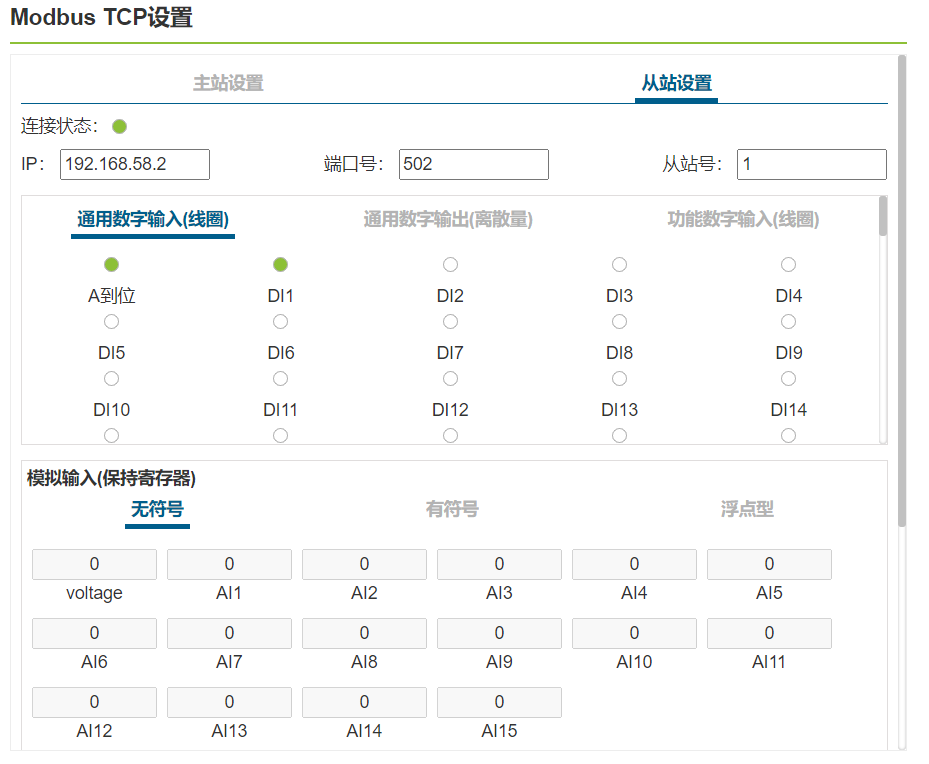 Modbus TCP设置
主站设置 从站设置
连接状态：
IP： 192.168.58.2 端口号： 502 从站号： 1
通用数字输入(线圈) 通用数字输出(离散量) 功能数字输入(线圈)
A到位 DI1 DI2 DI3 DI4
DI5 DI6 DI7 DI8 DI9
DI10 DI11 DI12 DI13 DI14
模拟输入(保持寄存器)
无符号 有符号 浮点型
0 0 0 0 0 0
voltage AI1 AI2 AI3 AI4 AI5
0 0 0 0 0 0
AI6 AI7 AI8 AI9 AI10 AI11
0 0 0 0
AI12 AI13 AI14 AI15